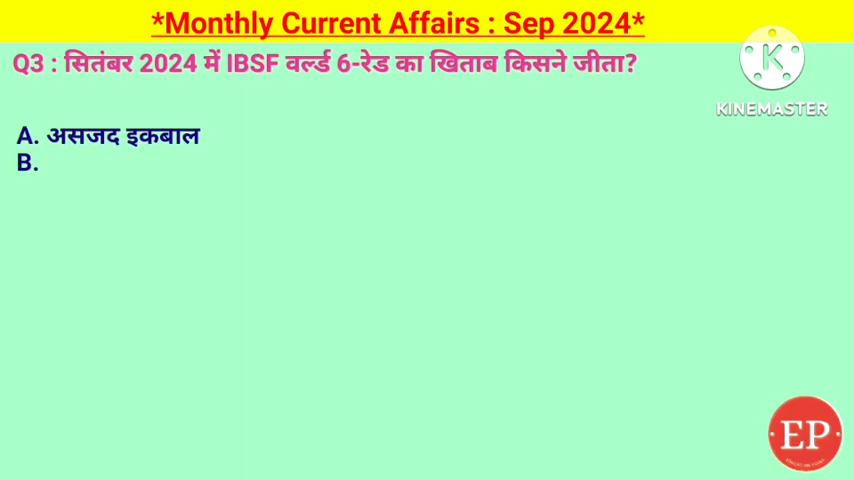 *Monthly Current Affairs : Sep 2024*
Q3 : सितंबर 2024 में IBSF वर्ल्ड 6-रेड का खिताब किसने जीता?
K
KINEMASTER
A. असजद इकबाल
B.
EP